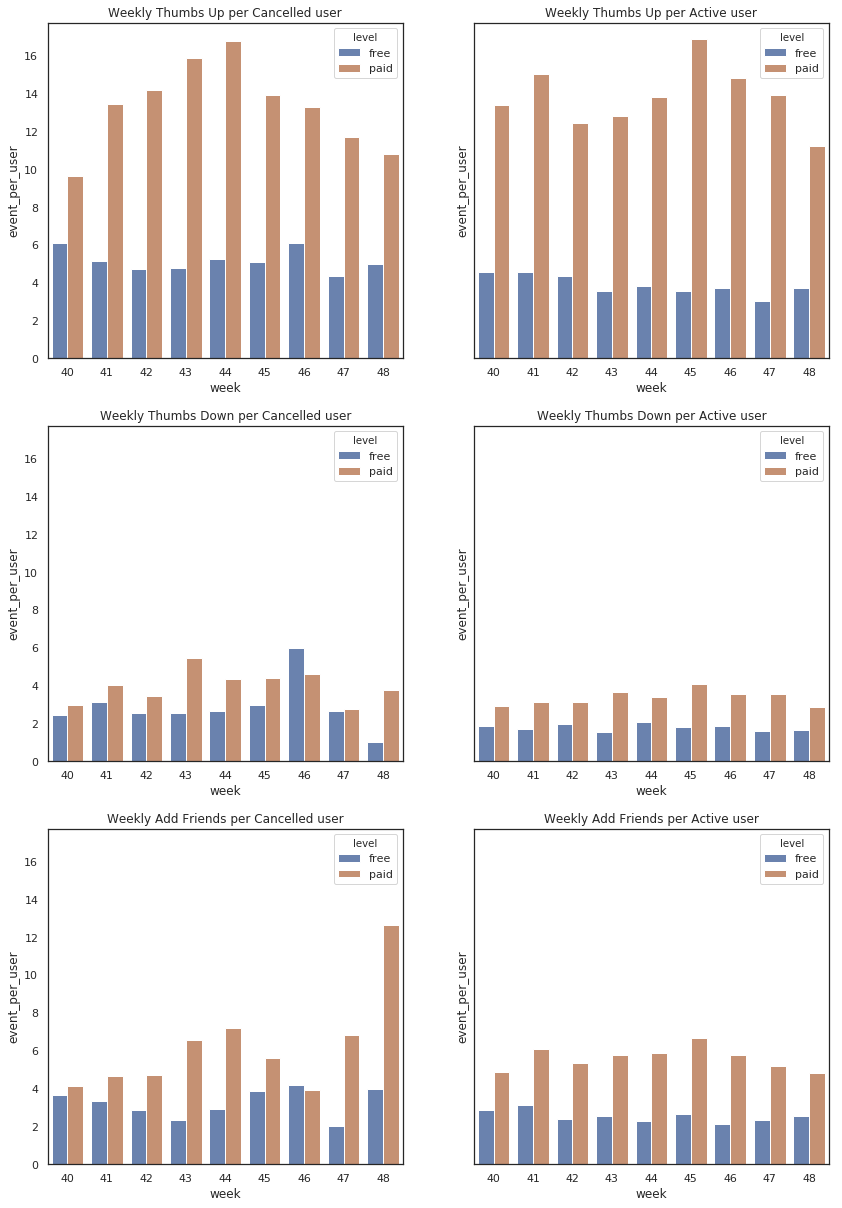 Weekly Thumbs Up per Cancelled user
Weekly Thumbs Up per Active user
level
free
paid
level
free
paid
event_per_user
16
14
12
10
8
6
4
2
0
event_per_user
40 41 42 43 44 45 46 47 48
week
40 41 42 43 44 45 46 47 48
week
Weekly Thumbs Down per Cancelled user
Weekly Thumbs Down per Active user
level
free
paid
level
free
paid
event_per_user
16
14
12
10
8
6
4
2
0
event_per_user
40 41 42 43 44 45 46 47 48
week
40 41 42 43 44 45 46 47 48
week
Weekly Add Friends per Cancelled user
Weekly Add Friends per Active user
level
free
paid
level
free
paid
event_per_user
16
14
12
10
8
6
4
2
0
event_per_user
40 41 42 43 44 45 46 47 48
week
40 41 42 43 44 45 46 47 48
week